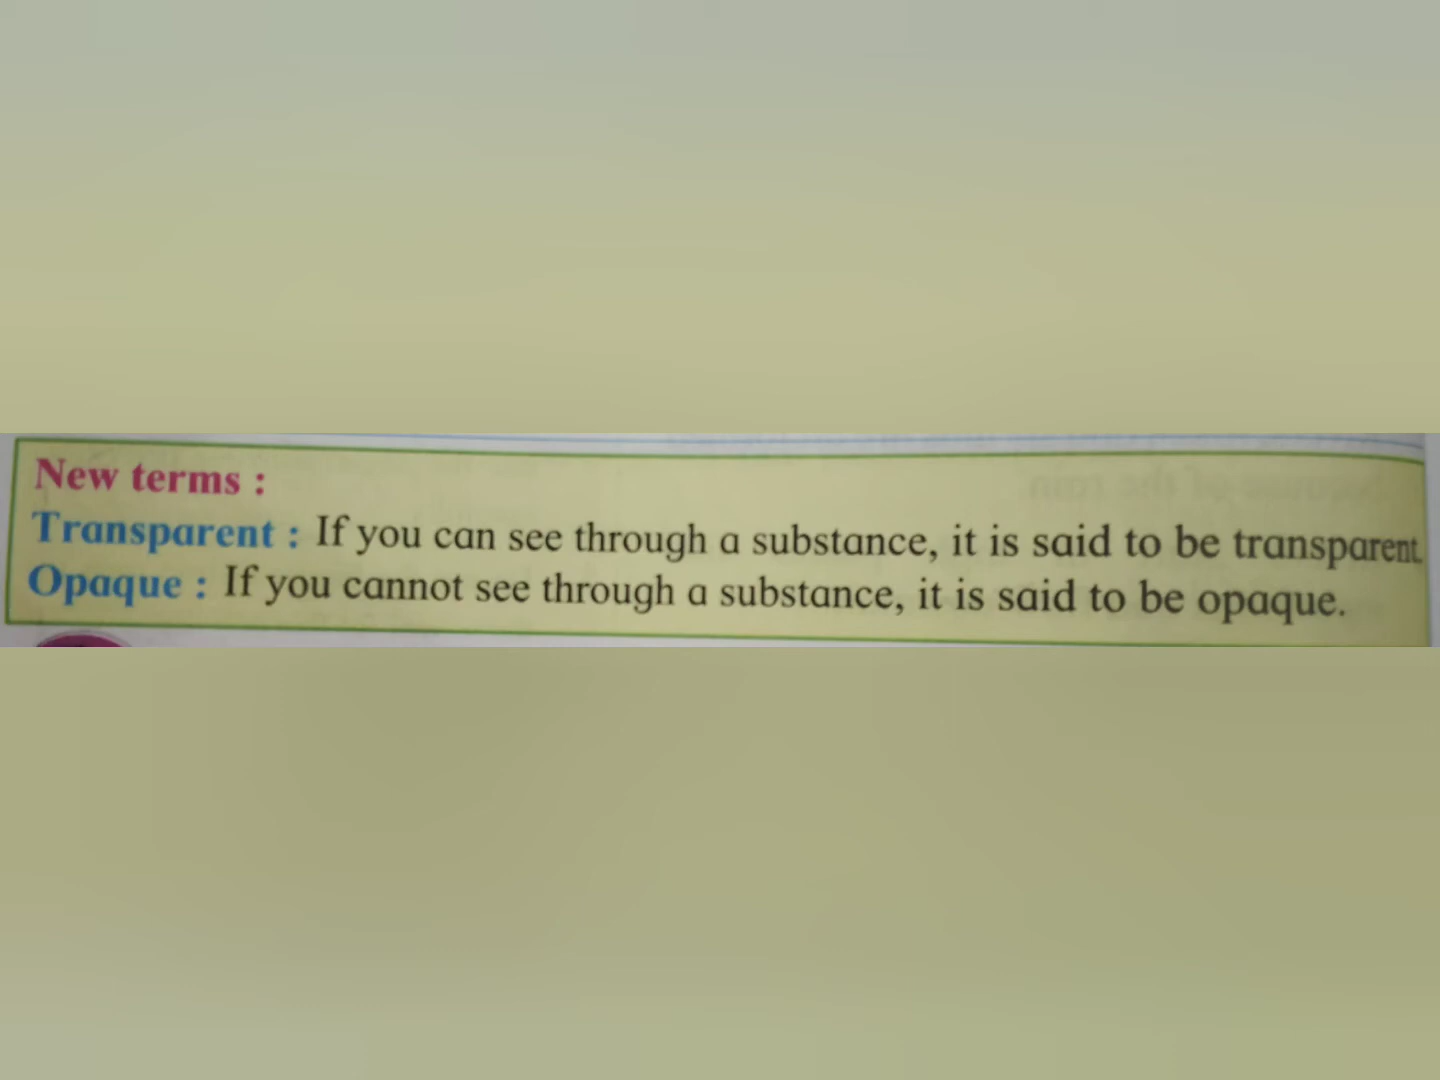 New terms :
Transparent : If you can see through a substance, it is said to be transparent.
Opaque : If you cannot see through a substance, it is said to be opaque.